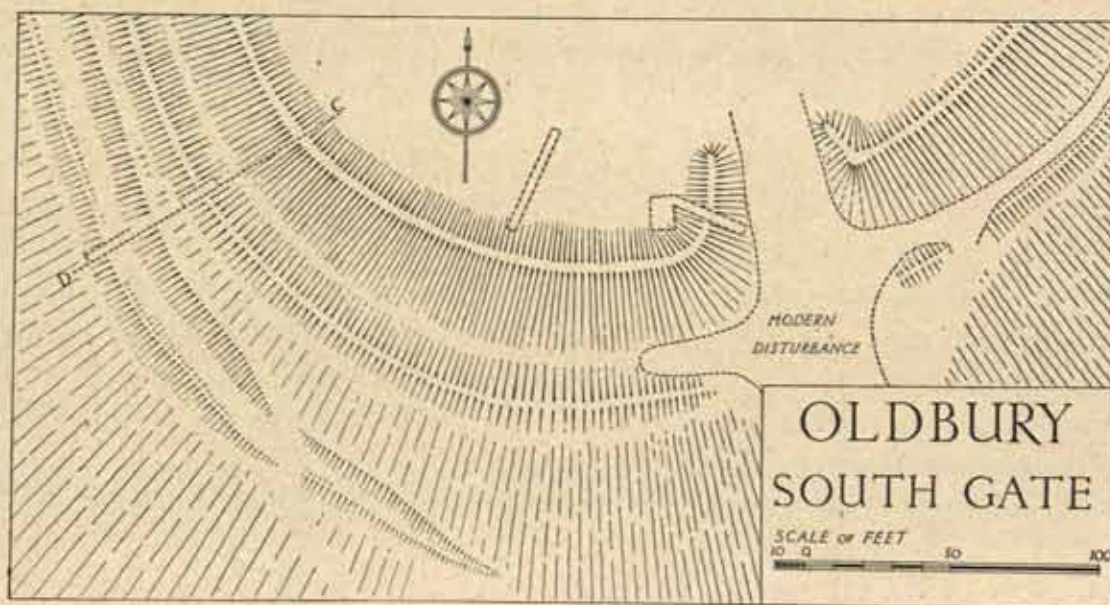 C
D
MODERN
DISTURBANCE
OLDBURY
SOUTH GATE
SCALE OF FEET
10 0 50 100